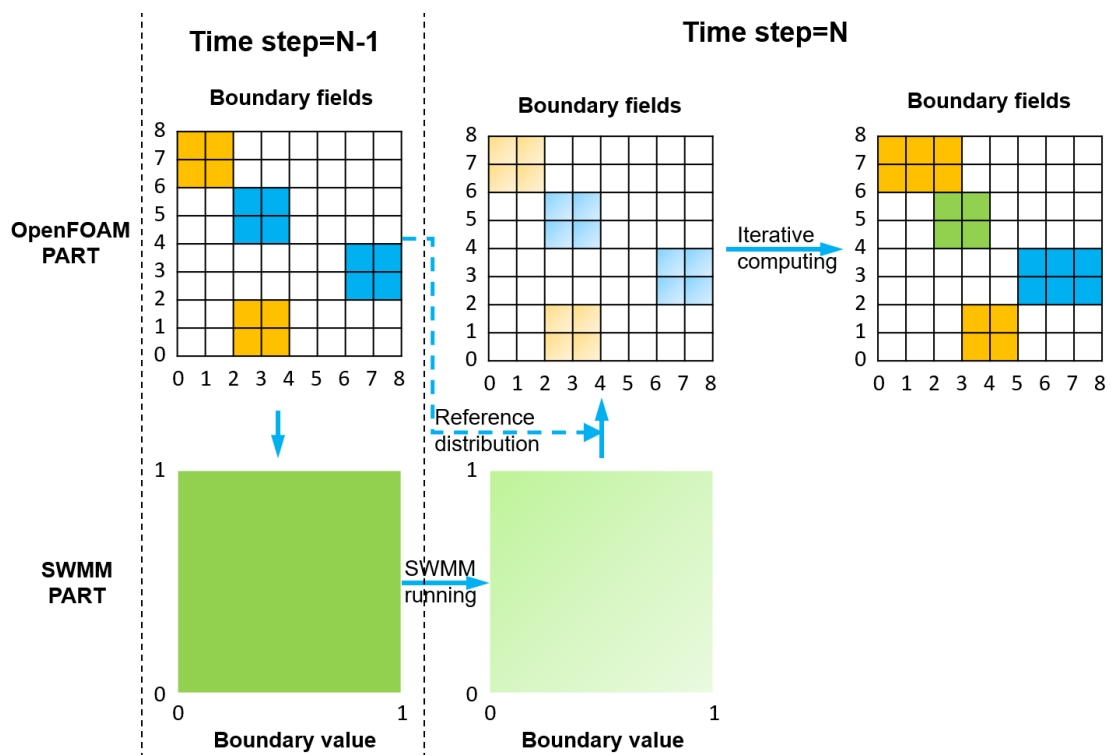 Time step=N-1
Time step=N
Boundary fields
Boundary fields
Boundary fields
OpenFOAM
PART
8
7
6
5
4
3
2
1
0
0 1 2 3 4 5 6 7 8
8
7
6
5
4
3
2
1
0
0 1 2 3 4 5 6 7 8
Iterative
computing
8
7
6
5
4
3
2
1
0
0 1 2 3 4 5 6 7 8
Reference
distribution
SWMM
PART
1
0
0 1
Boundary value
SWMM
running
1
0
0 1
Boundary value